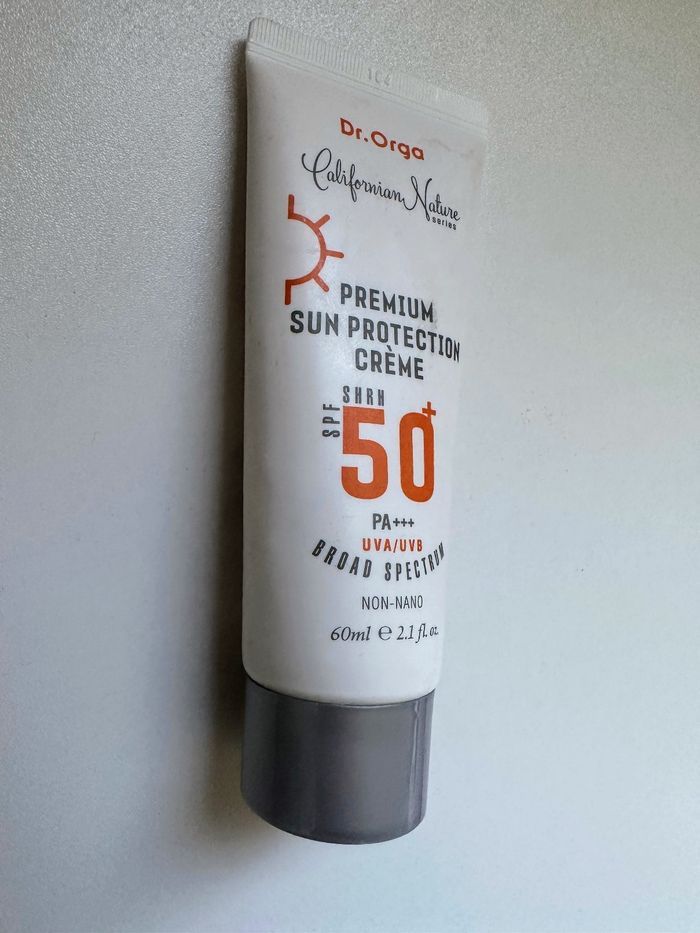 Dr.Orga
Californian Nature
series
PREMIUM
SUN PROTECTION
CRÈME
SPF SHRH
50+
PA+++
UVA/UVB
BROAD SPECTRUM
NON-NANO
60ml ℮ 2.1 fl. oz.